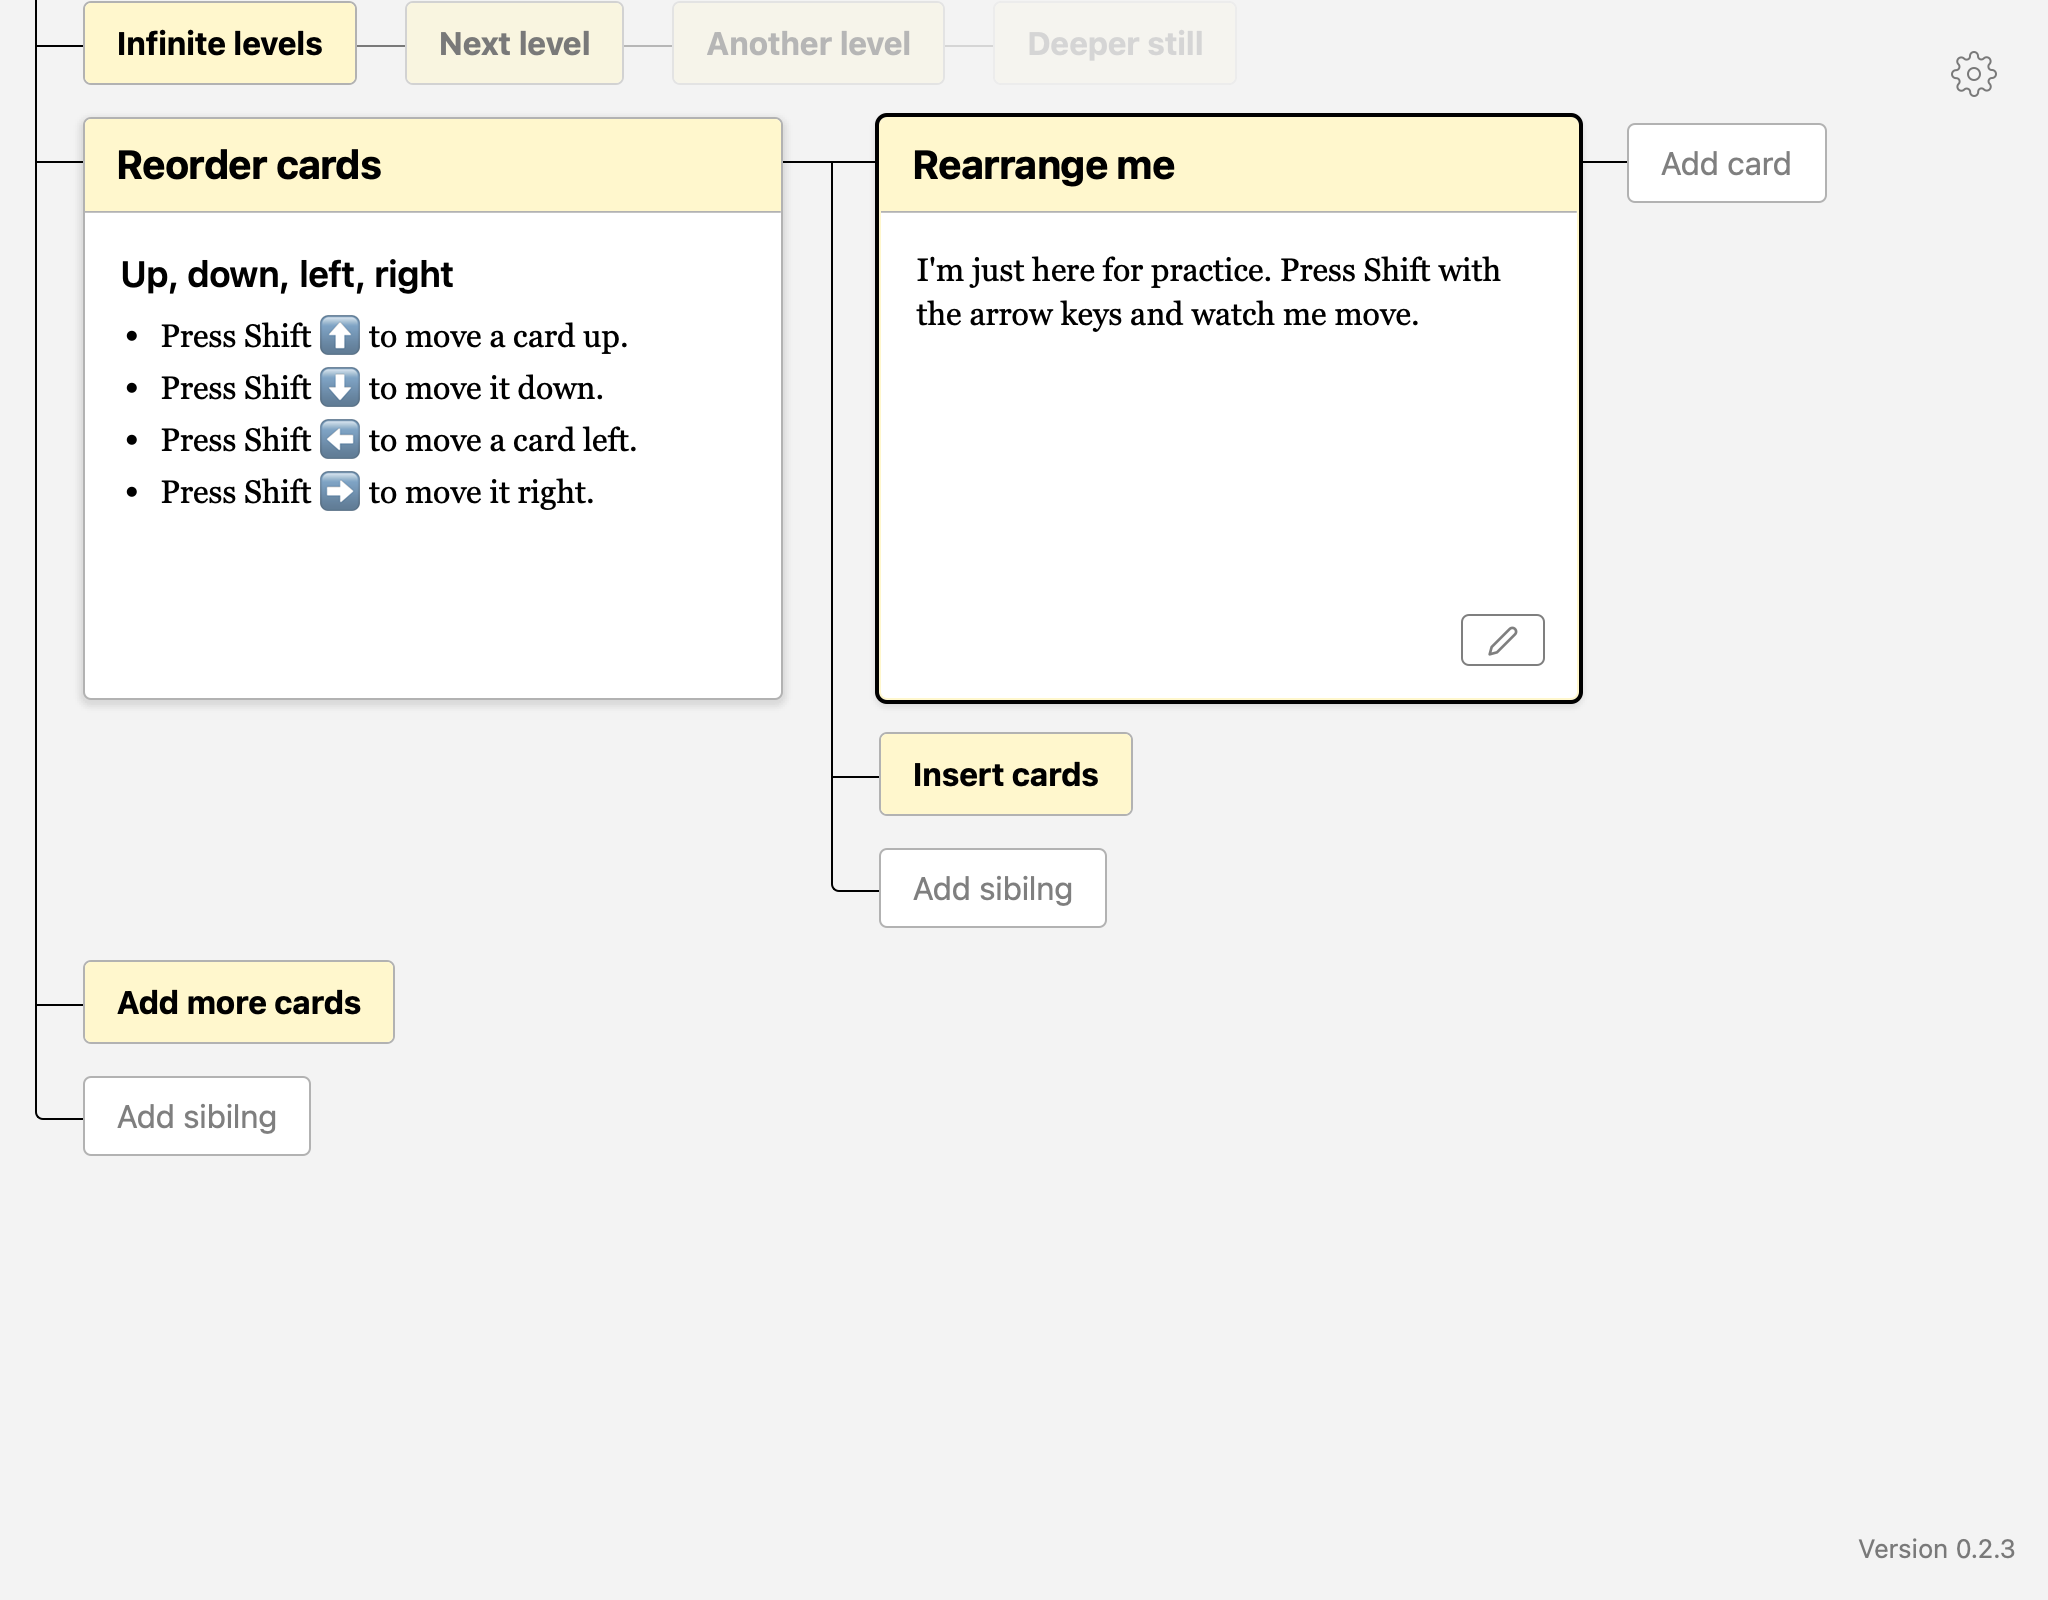 Infinite levels
Next level
Another level
Deeper still
Reorder cards
Up, down, left, right
• Press Shift ⬆️ to move a card up.
• Press Shift ⬇️ to move it down.
• Press Shift ⬅️ to move a card left.
• Press Shift ➡️ to move it right.
Rearrange me
I'm just here for practice. Press Shift with
the arrow keys and watch me move.
Add card
Insert cards
Add sibilng
Add more cards
Add sibilng
Version 0.2.3